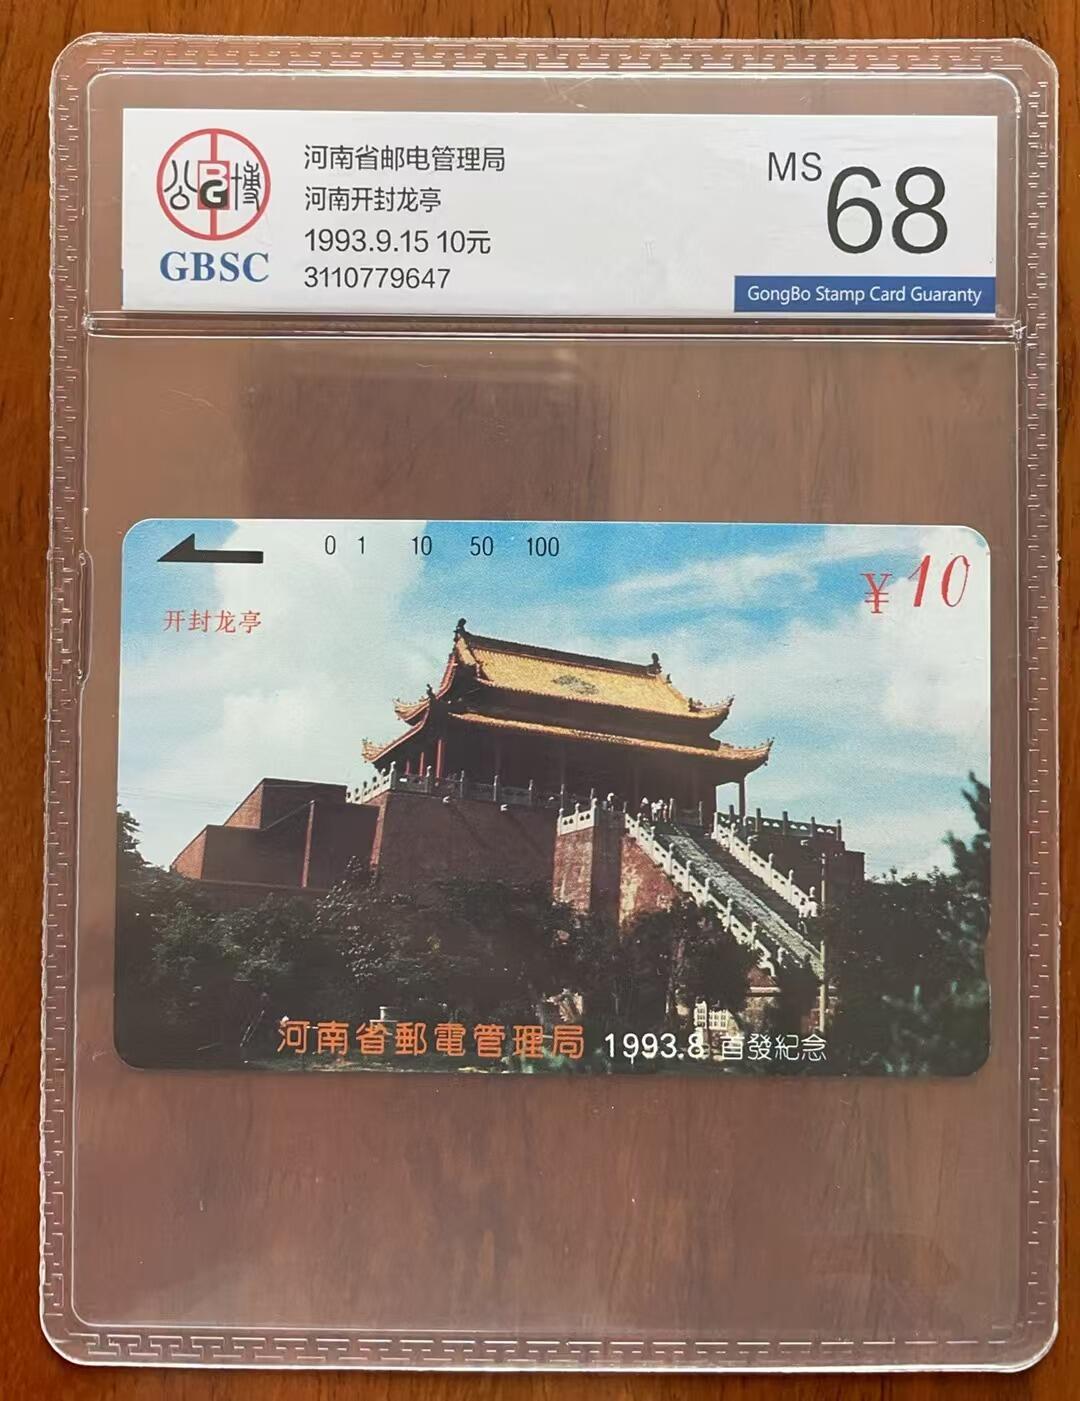 公博
BG
GBSC
河南省邮电管理局
河南开封龙亭
1993.9.15 10元
3110779647
MS 68
GongBo Stamp Card Guaranty
0 1 10 50 100
¥10
开封龙亭
河南省郵電管理局 1993.8 首發紀念